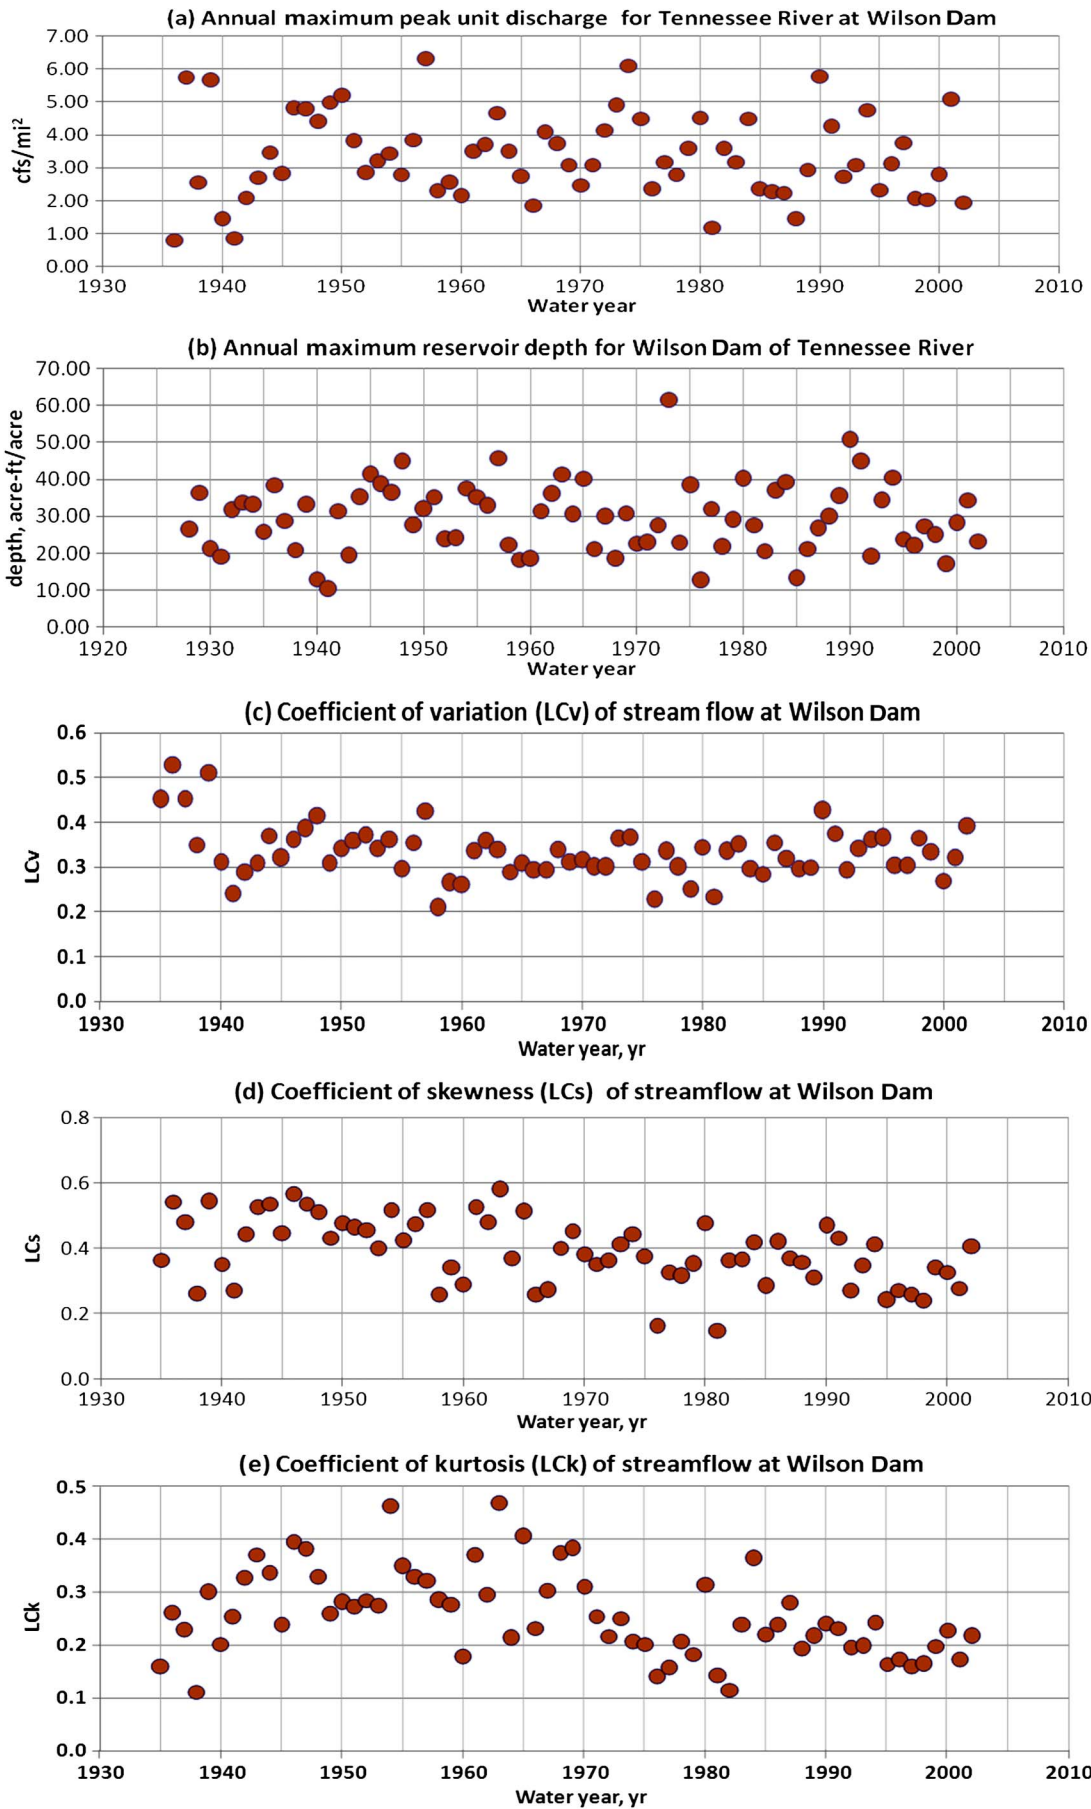 (a) Annual maximum peak unit discharge for Tennessee River at Wilson Dam
7.00
6.00
5.00
4.00
3.00
2.00
1.00
0.00
cfs/mi²
1930 1940 1950 1960 1970 1980 1990 2000 2010
Water year
(b) Annual maximum reservoir depth for Wilson Dam of Tennessee River
70.00
60.00
50.00
40.00
30.00
20.00
10.00
0.00
depth, acre-ft/acre
1920 1930 1940 1950 1960 1970 1980 1990 2000 2010
Water year
(c) Coefficient of variation (LCv) of stream flow at Wilson Dam
0.6
0.5
0.4
0.3
0.2
0.1
0.0
LCv
1930 1940 1950 1960 1970 1980 1990 2000 2010
Water year, yr
(d) Coefficient of skewness (LCs) of streamflow at Wilson Dam
0.8
0.6
0.4
0.2
0.0
LCs
1930 1940 1950 1960 1970 1980 1990 2000 2010
Water year, yr
(e) Coefficient of kurtosis (LCk) of streamflow at Wilson Dam
0.5
0.4
0.3
0.2
0.1
0.0
LCk
1930 1940 1950 1960 1970 1980 1990 2000 2010
Water year, yr